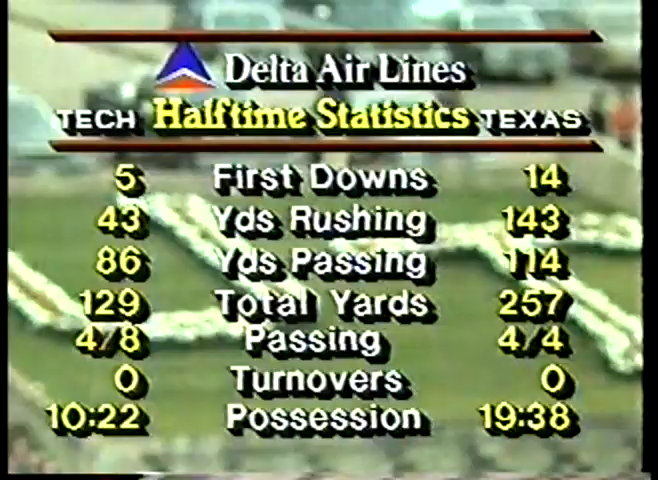 Delta Air Lines
TECH Halftime Statistics TEXAS
5 First Downs 14
43 Yds Rushing 143
86 Yds Passing 114
129 Total Yards 257
4/8 Passing 4/4
0 Turnovers 0
10:22 Possession 19:38